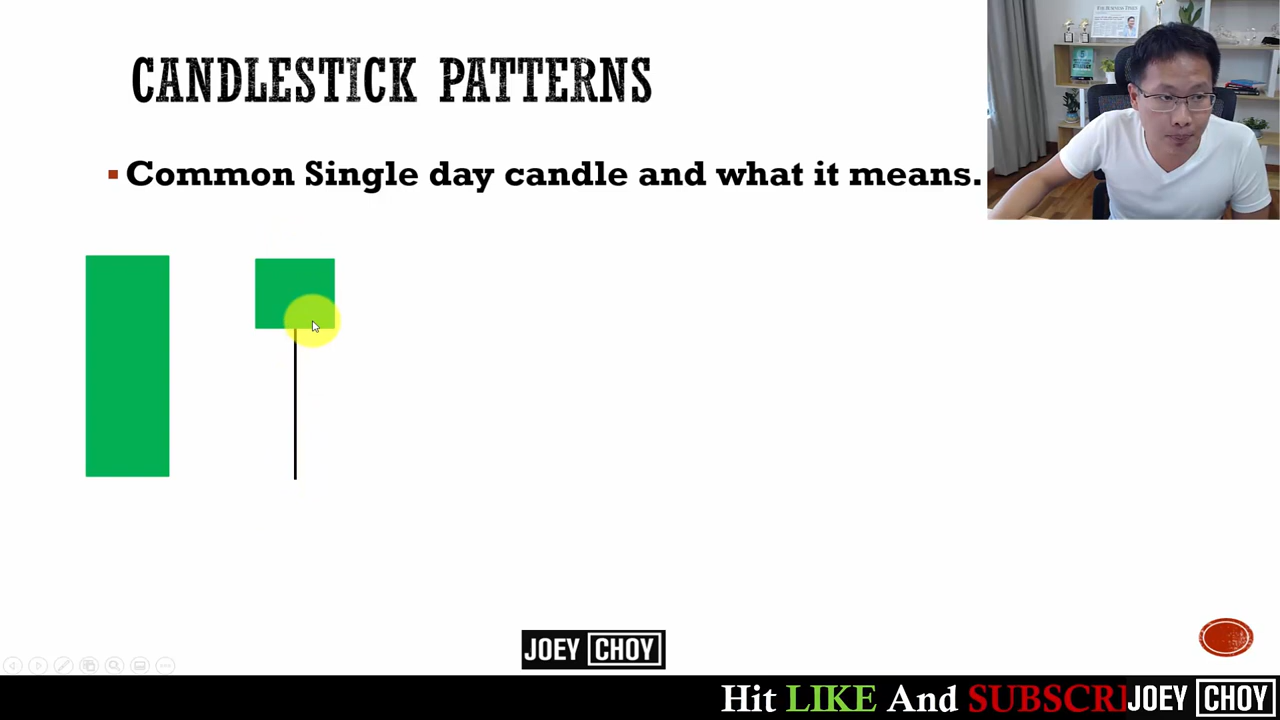 CANDLESTICK PATTERNS
Common Single day candle and what it means.
JOEY CHOY
Hit LIKE And SUBSCRI
JOEY CHOY